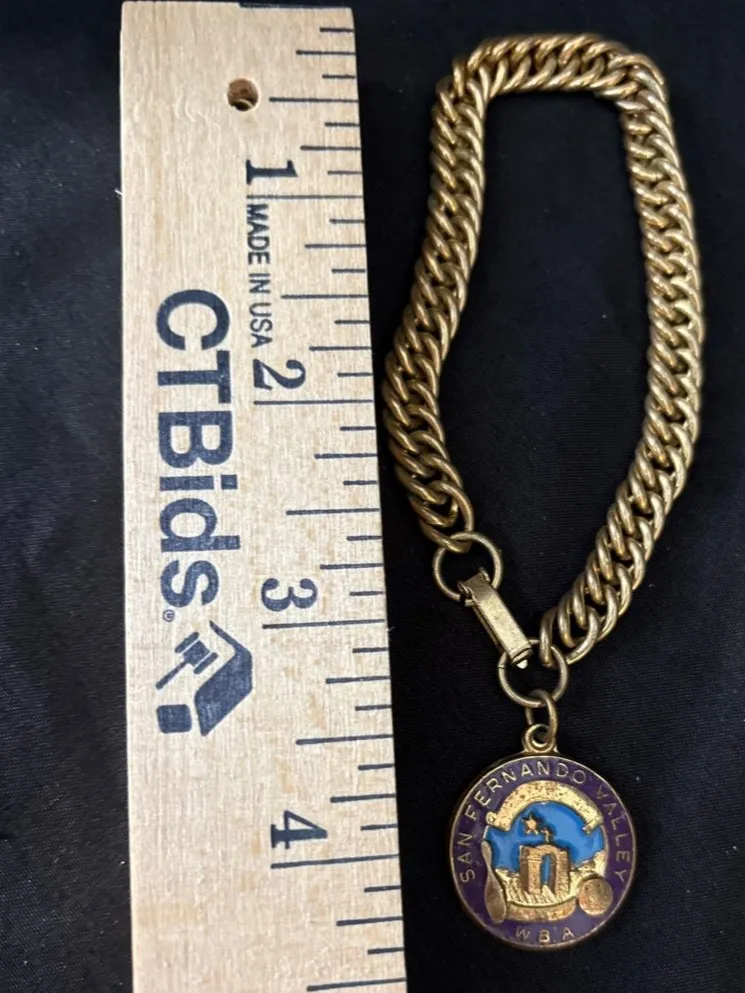 1
MADE IN USA
2
CTBids
3
4
SAN FERNANDO VALLEY
W B A